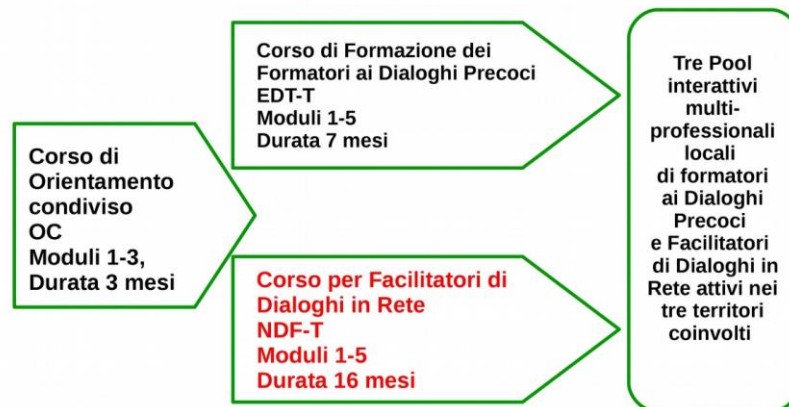 Corso di
Orientamento
condiviso
OC
Moduli 1-3,
Durata 3 mesi
Corso di Formazione dei
Formatori ai Dialoghi Precoci
EDT-T
Moduli 1-5
Durata 7 mesi
Corso per Facilitatori di
Dialoghi in Rete
NDF-T
Moduli 1-5
Durata 16 mesi
Tre Pool
interattivi
multi-
professionali
locali
di formatori
ai Dialoghi
Precoci
e Facilitatori
di Dialoghi in
Rete attivi nei
tre territori
coinvolti